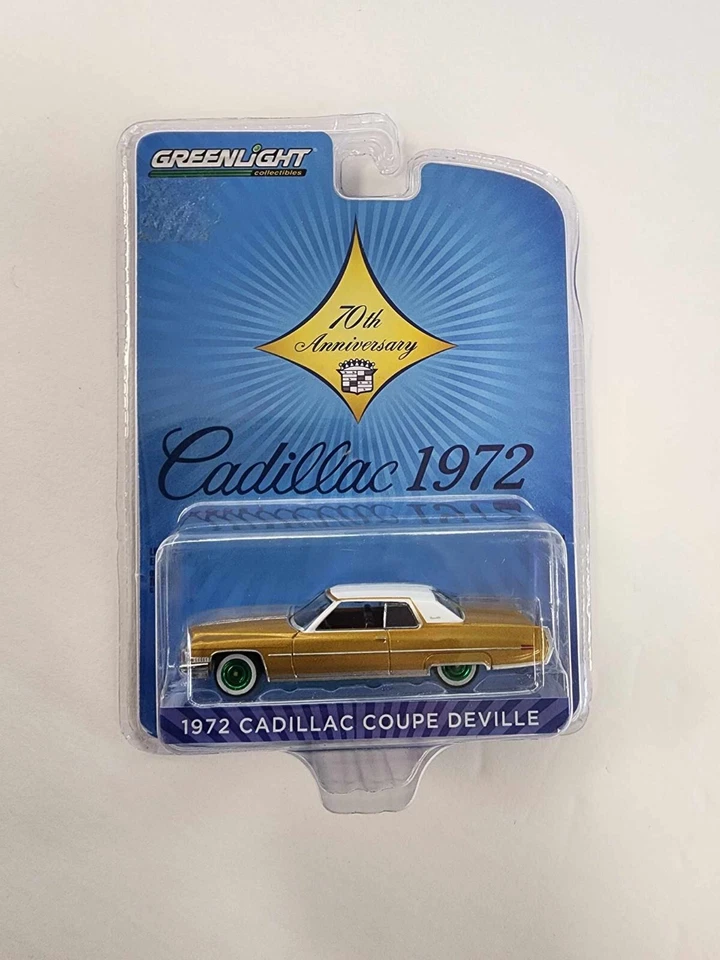 GREENLIGHT
collectibles
70th
Anniversary
Cadillac 1972
1972 CADILLAC COUPE DEVILLE